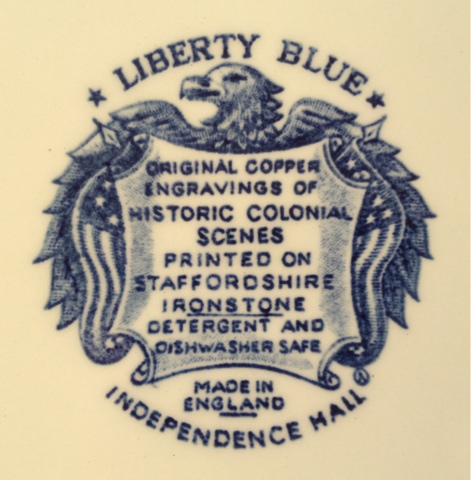 ★ LIBERTY BLUE ★
ORIGINAL COPPER
ENGRAVINGS OF
HISTORIC COLONIAL
SCENES
PRINTED ON
STAFFORDSHIRE
IRONSTONE
DETERGENT AND
DISHWASHER SAFE
MADE IN
ENGLAND
INDEPENDENCE HALL ®